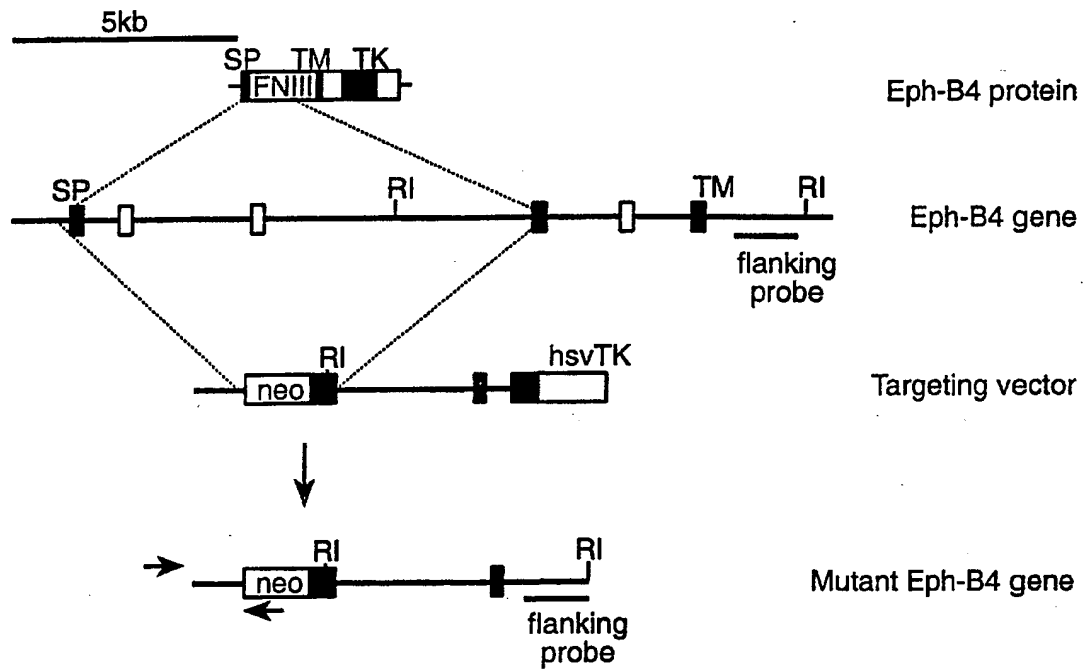 5kb
SP TM TK
FNIII
Eph-B4 protein
SP RI TM RI
Eph-B4 gene
flanking
probe
RI hsvTK
neo
Targeting vector
RI RI
neo
Mutant Eph-B4 gene
flanking
probe